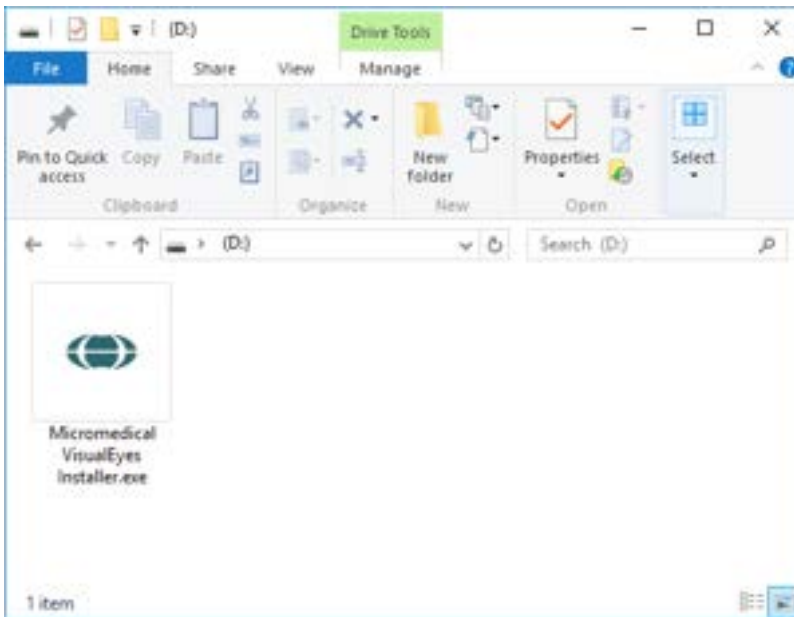 (D:)
Drive Tools
File
Home
Share
View
Manage
Pin to Quick
access
Copy
Paste
New
folder
Properties
Select
Clipboard
Organize
New
Open
(D:)
Search (D:)
Micromedical
VisualEyes
Installer.exe
1 item